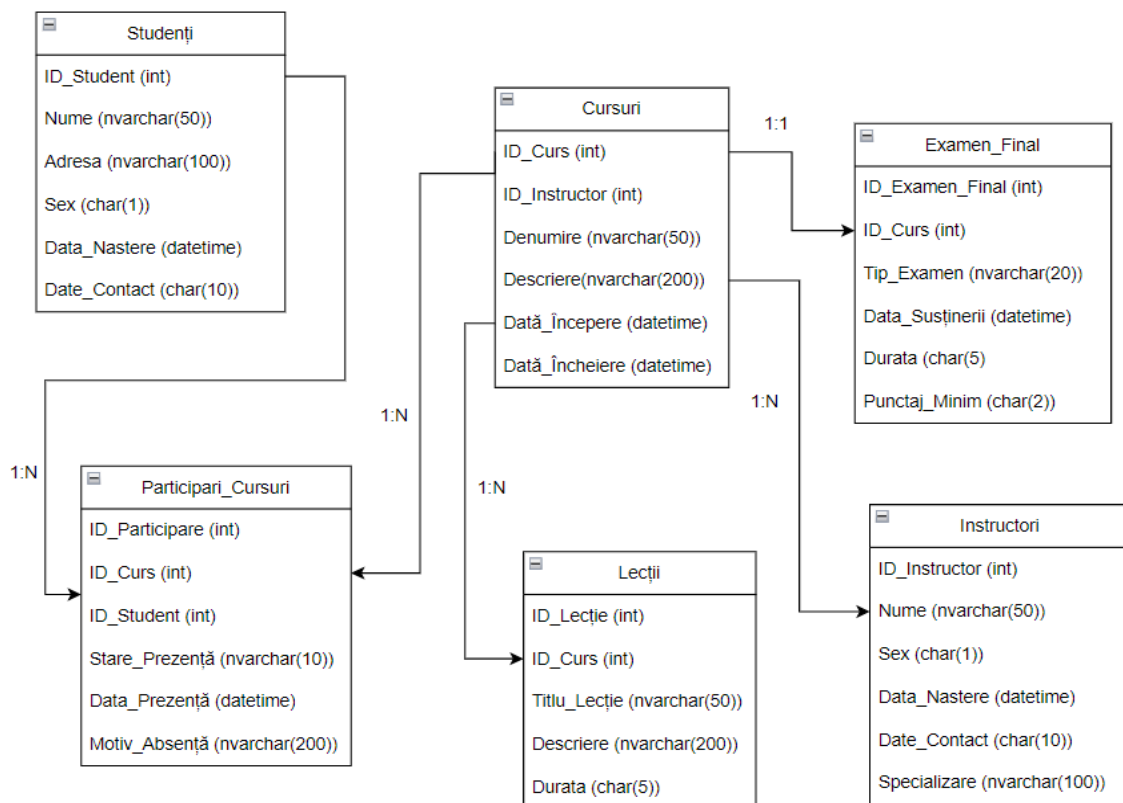 Studenți
ID_Student (int)
Nume (nvarchar(50))
Adresa (nvarchar(100))
Sex (char(1))
Data_Nastere (datetime)
Date_Contact (char(10))
Cursuri
ID_Curs (int)
ID_Instructor (int)
Denumire (nvarchar(50))
Descriere(nvarchar(200))
Dată_Începere (datetime)
Dată_Încheiere (datetime)
1:1
Examen_Final
ID_Examen_Final (int)
ID_Curs (int)
Tip_Examen (nvarchar(20))
Data_Susținerii (datetime)
Durata (char(5)
Punctaj_Minim (char(2))
1:N
1:N
1:N
1:N
Participari_Cursuri
ID_Participare (int)
ID_Curs (int)
ID_Student (int)
Stare_Prezență (nvarchar(10))
Data_Prezență (datetime)
Motiv_Absență (nvarchar(200))
Lecții
ID_Lecție (int)
ID_Curs (int)
Titlu_Lecție (nvarchar(50))
Descriere (nvarchar(200))
Durata (char(5))
Instructori
ID_Instructor (int)
Nume (nvarchar(50))
Sex (char(1))
Data_Nastere (datetime)
Date_Contact (char(10))
Specializare (nvarchar(100))